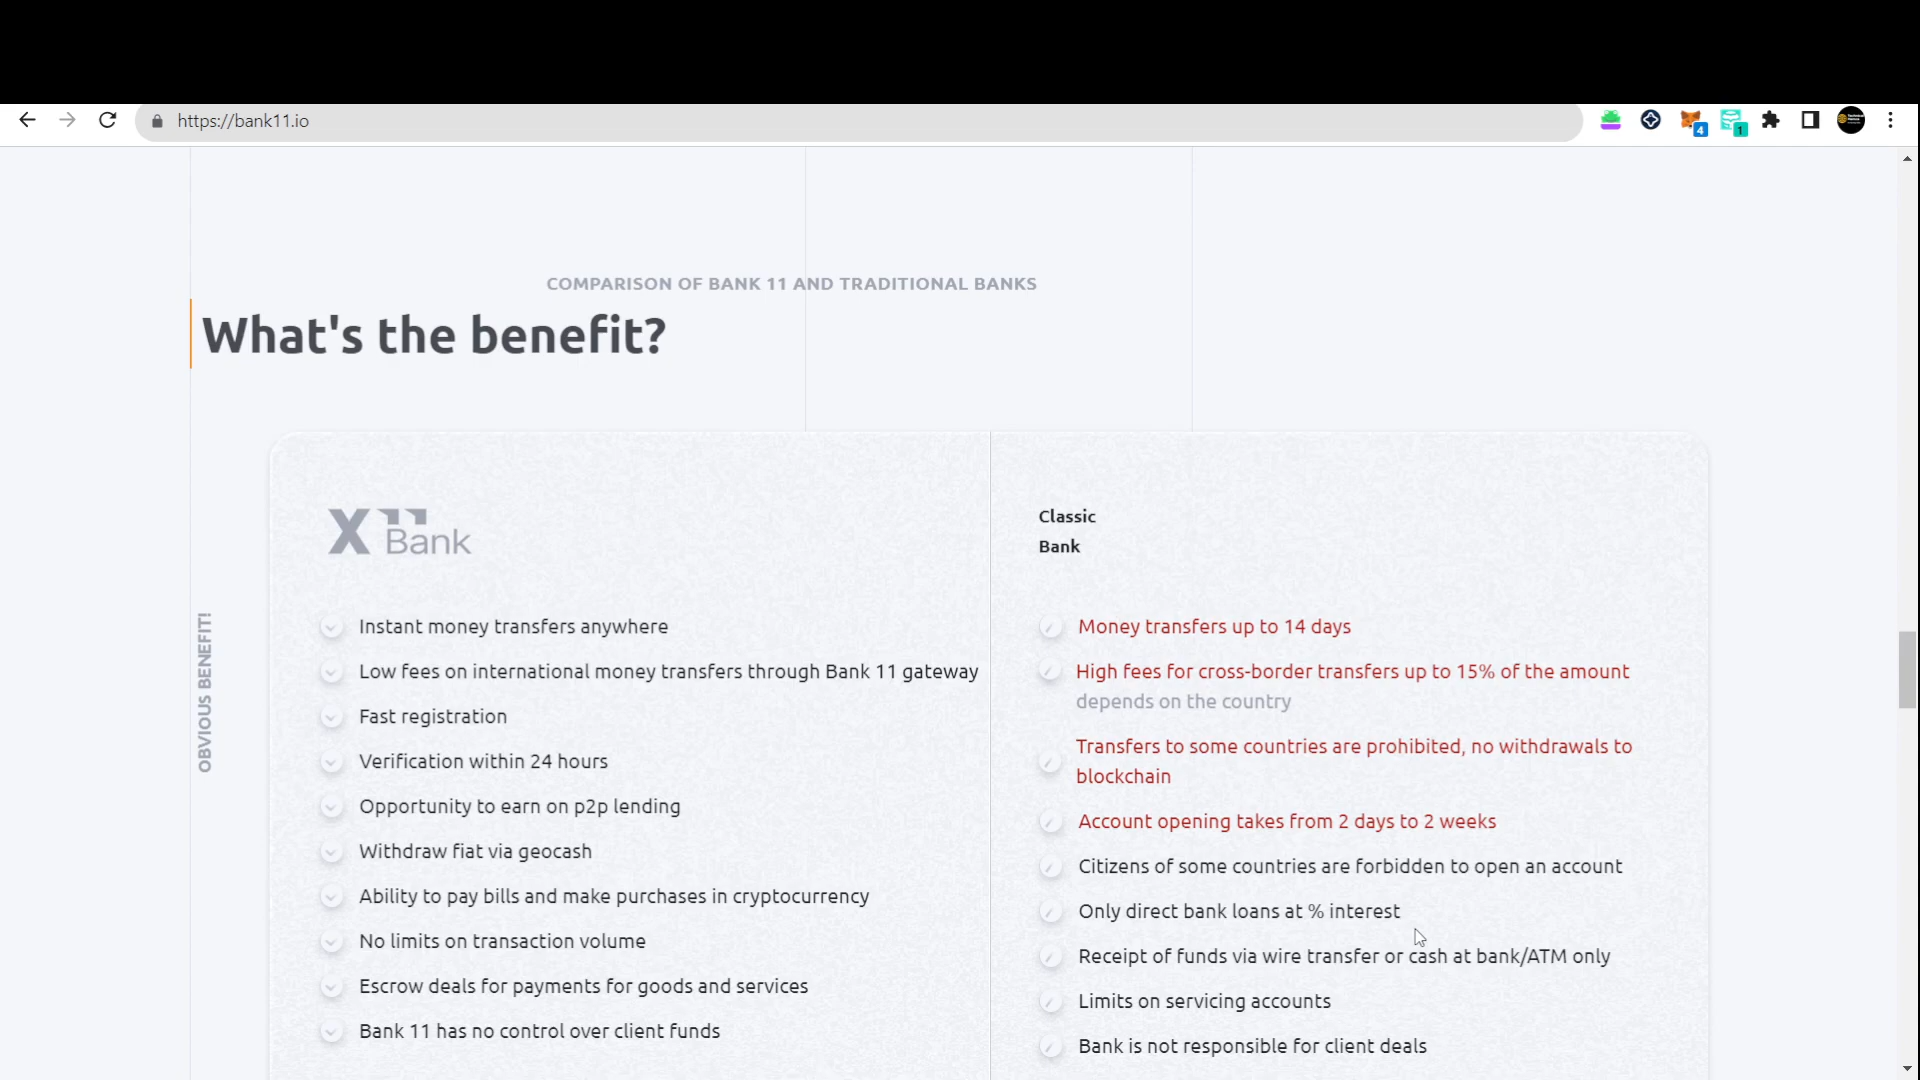 https://bank11.io
4
1
COMPARISON OF BANK 11 AND TRADITIONAL BANKS
What's the benefit?
OBVIOUS BENEFIT!
X11 Bank
Instant money transfers anywhere
Low fees on international money transfers through Bank 11 gateway
Fast registration
Verification within 24 hours
Opportunity to earn on p2p lending
Withdraw fiat via geocash
Ability to pay bills and make purchases in cryptocurrency
No limits on transaction volume
Escrow deals for payments for goods and services
Bank 11 has no control over client funds
Classic
Bank
Money transfers up to 14 days
High fees for cross-border transfers up to 15% of the amount
depends on the country
Transfers to some countries are prohibited, no withdrawals to
blockchain
Account opening takes from 2 days to 2 weeks
Citizens of some countries are forbidden to open an account
Only direct bank loans at % interest
Receipt of funds via wire transfer or cash at bank/ATM only
Limits on servicing accounts
Bank is not responsible for client deals